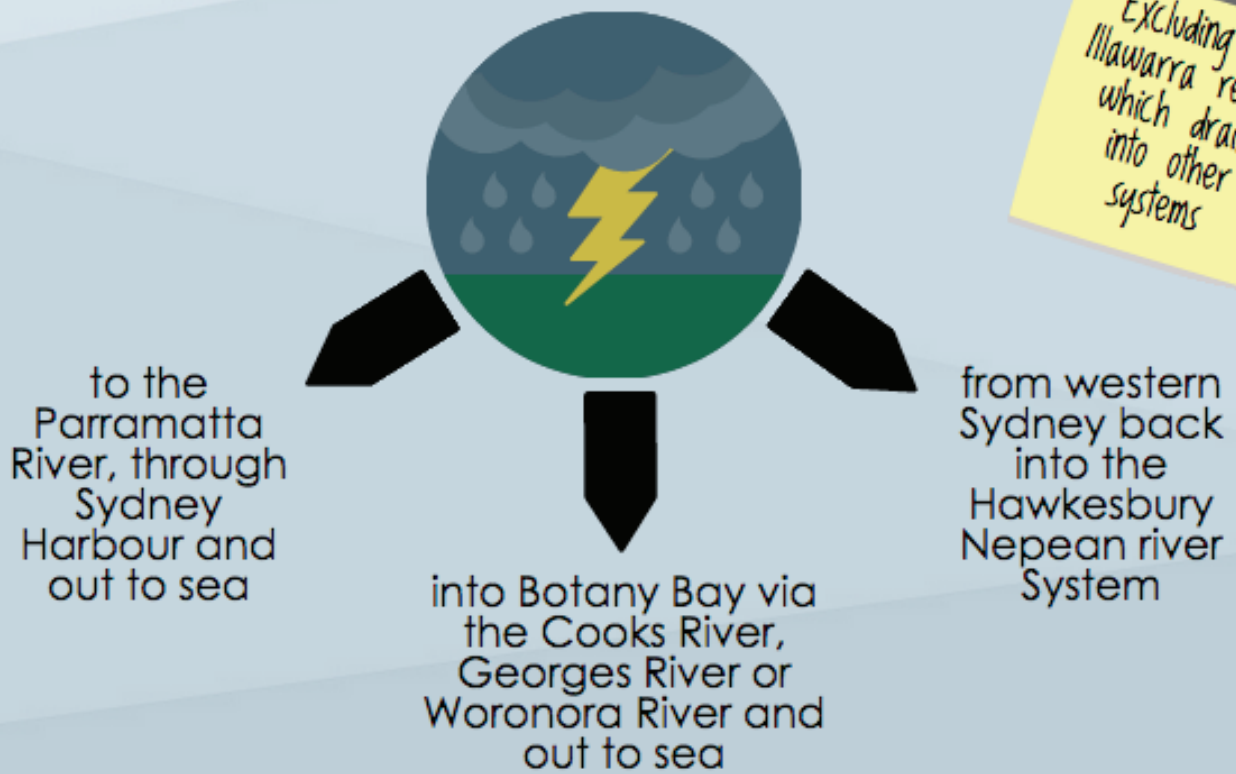 Excluding
Illawarra
which
into other
systems
to the
Parramatta
River, through
Sydney
Harbour and
out to sea
into Botany Bay via
the Cooks River,
Georges River or
Woronora River and
out to sea
from western
Sydney back
into the
Hawkesbury
Nepean river
System